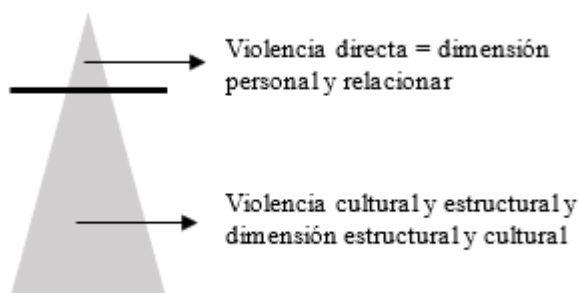 Violencia directa = dimensión
personal y relacionar
Violencia cultural y estructural y
dimensión estructural y cultural